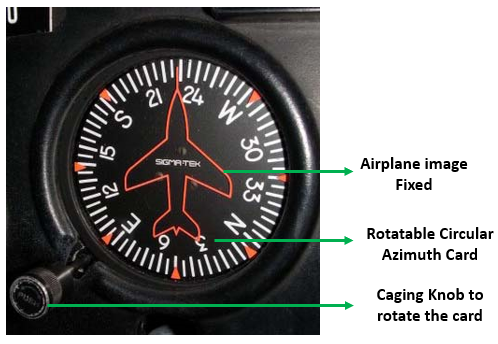 0
21 24
S W
15 30
SIGMA-TEK
12 33
E N
6 3
Airplane image
Fixed
Rotatable Circular
Azimuth Card
Caging Knob to
rotate the card